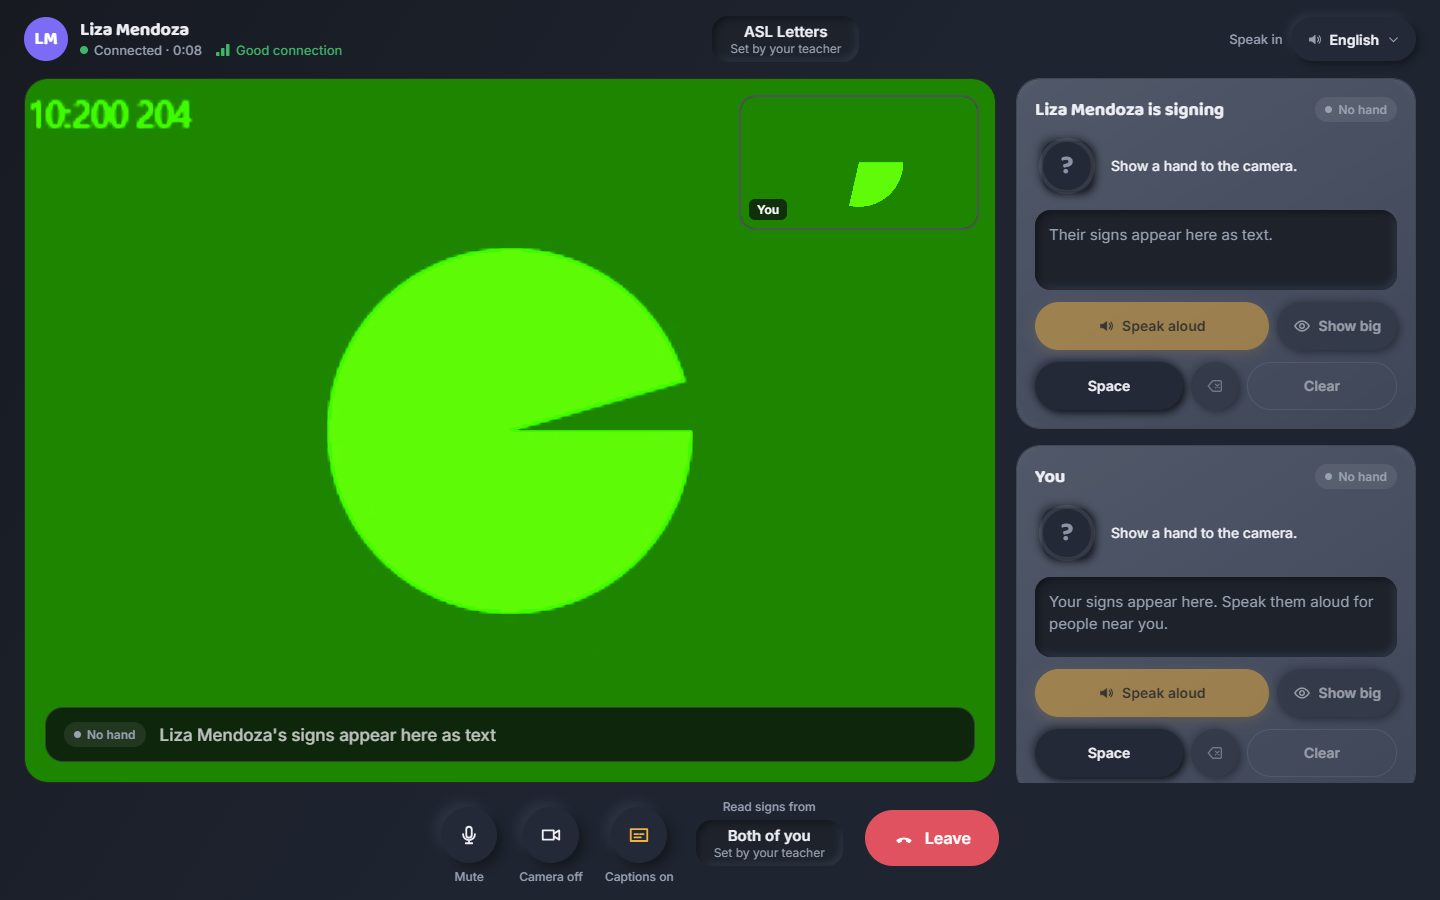 LM
Liza Mendoza
Connected · 0:08
Good connection
ASL Letters
Set by your teacher
Speak in
English
10:200 204
You
No hand
Liza Mendoza's signs appear here as text
Liza Mendoza is signing
No hand
?
Show a hand to the camera.
Their signs appear here as text.
Speak aloud
Show big
Space
Clear
You
No hand
?
Show a hand to the camera.
Your signs appear here. Speak them aloud for
people near you.
Speak aloud
Show big
Space
Clear
Mute
Camera off
Captions on
Read signs from
Both of you
Set by your teacher
Leave